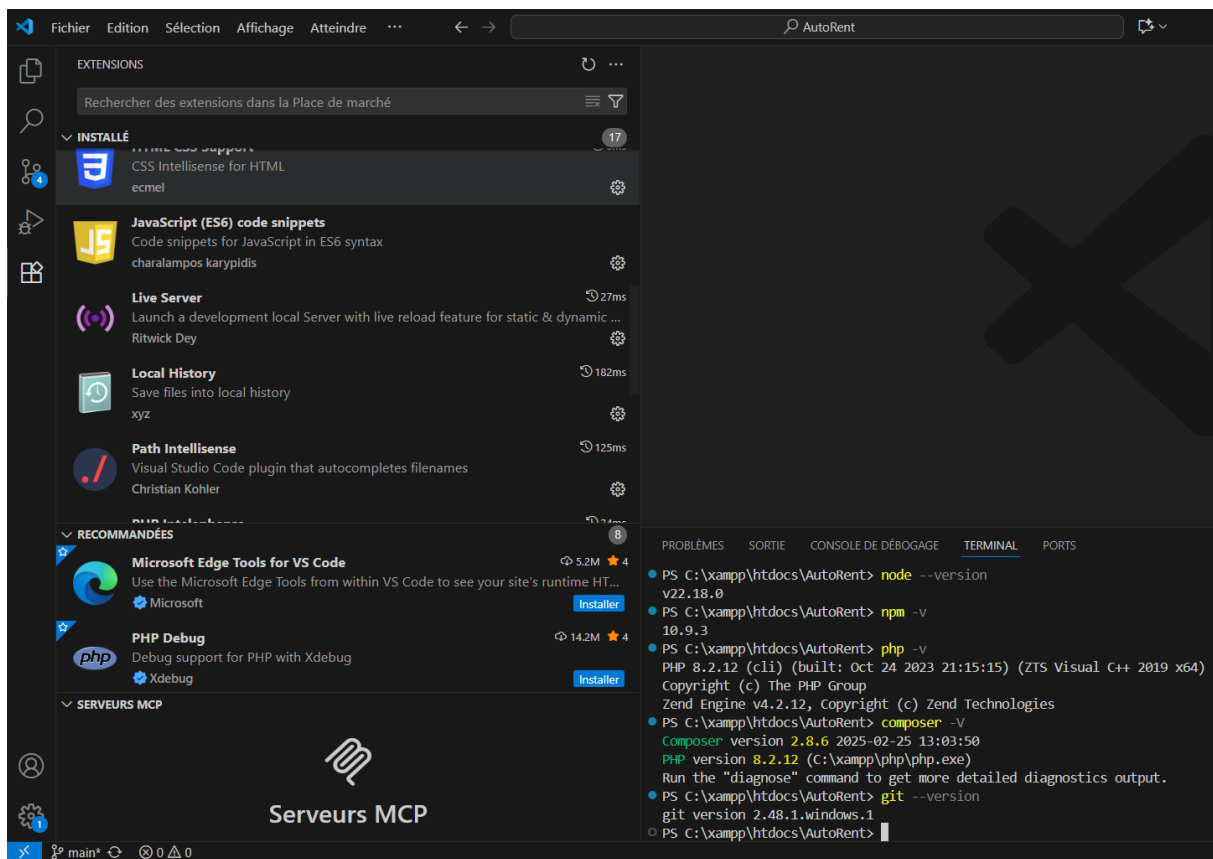 Fichier Edition Sélection Affichage Atteindre ··· AutoRent
EXTENSIONS
Rechercher des extensions dans la Place de marché
INSTALLÉ 17
HTML CSS Support
CSS Intellisense for HTML
ecmel
JS
JavaScript (ES6) code snippets
Code snippets for JavaScript in ES6 syntax
charalampos karypidis
Live Server 27ms
Launch a development local Server with live reload feature for static & dynamic ...
Ritwick Dey
Local History 182ms
Save files into local history
xyz
Path Intellisense 125ms
Visual Studio Code plugin that autocompletes filenames
Christian Kohler
PHP Intelephense
RECOMMANDÉES 8
Microsoft Edge Tools for VS Code 5.2M 4
Use the Microsoft Edge Tools from within VS Code to see your site's runtime HT...
Microsoft Installer
php
PHP Debug 14.2M 4
Debug support for PHP with Xdebug
Xdebug Installer
SERVEURS MCP
Serveurs MCP
4
1
PROBLÈMES SORTIE CONSOLE DE DÉBOGAGE TERMINAL PORTS
PS C:\xampp\htdocs\AutoRent> node --version
v22.18.0
PS C:\xampp\htdocs\AutoRent> npm -v
10.9.3
PS C:\xampp\htdocs\AutoRent> php -v
PHP 8.2.12 (cli) (built: Oct 24 2023 21:15:15) (ZTS Visual C++ 2019 x64)
Copyright (c) The PHP Group
Zend Engine v4.2.12, Copyright (c) Zend Technologies
PS C:\xampp\htdocs\AutoRent> composer -V
Composer version 2.8.6 2025-02-25 13:03:50
PHP version 8.2.12 (C:\xampp\php\php.exe)
Run the "diagnose" command to get more detailed diagnostics output.
PS C:\xampp\htdocs\AutoRent> git --version
git version 2.48.1.windows.1
PS C:\xampp\htdocs\AutoRent>
main* 0 0